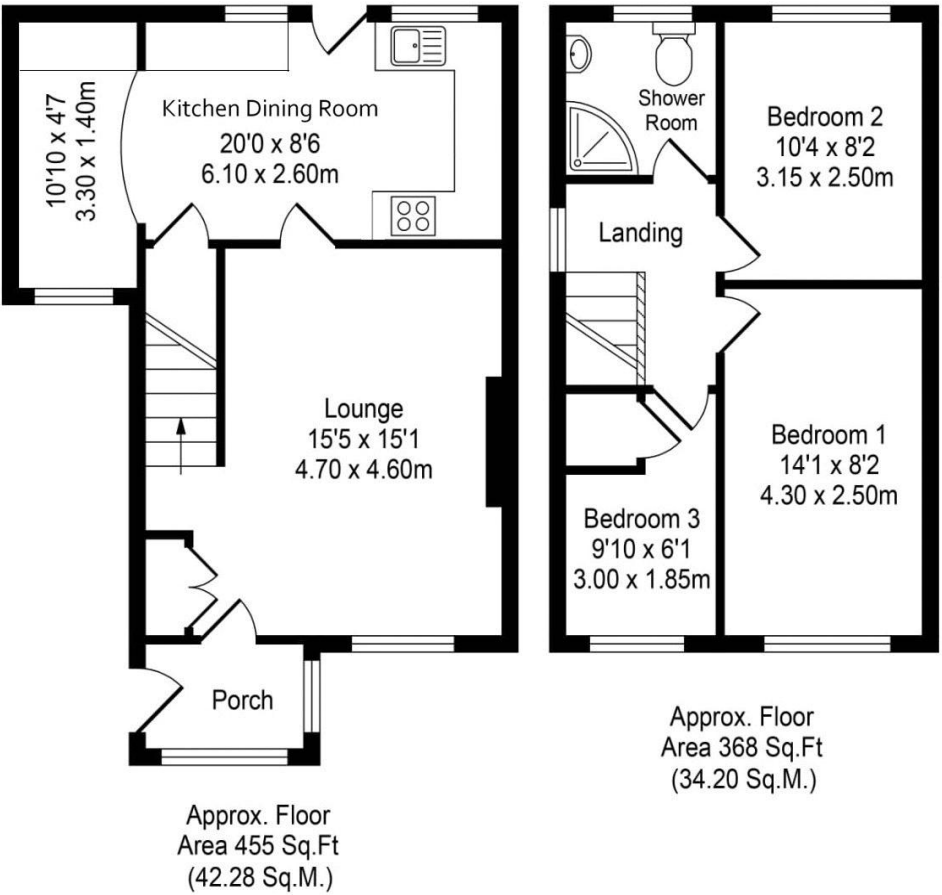 10'10 x 4'7
3.30 x 1.40m
Kitchen Dining Room
20'0 x 8'6
6.10 x 2.60m
Lounge
15'5 x 15'1
4.70 x 4.60m
Porch
Approx. Floor
Area 455 Sq.Ft
(42.28 Sq.M.)
Shower
Room
Bedroom 2
10'4 x 8'2
3.15 x 2.50m
Landing
Bedroom 1
14'1 x 8'2
4.30 x 2.50m
Bedroom 3
9'10 x 6'1
3.00 x 1.85m
Approx. Floor
Area 368 Sq.Ft
(34.20 Sq.M.)